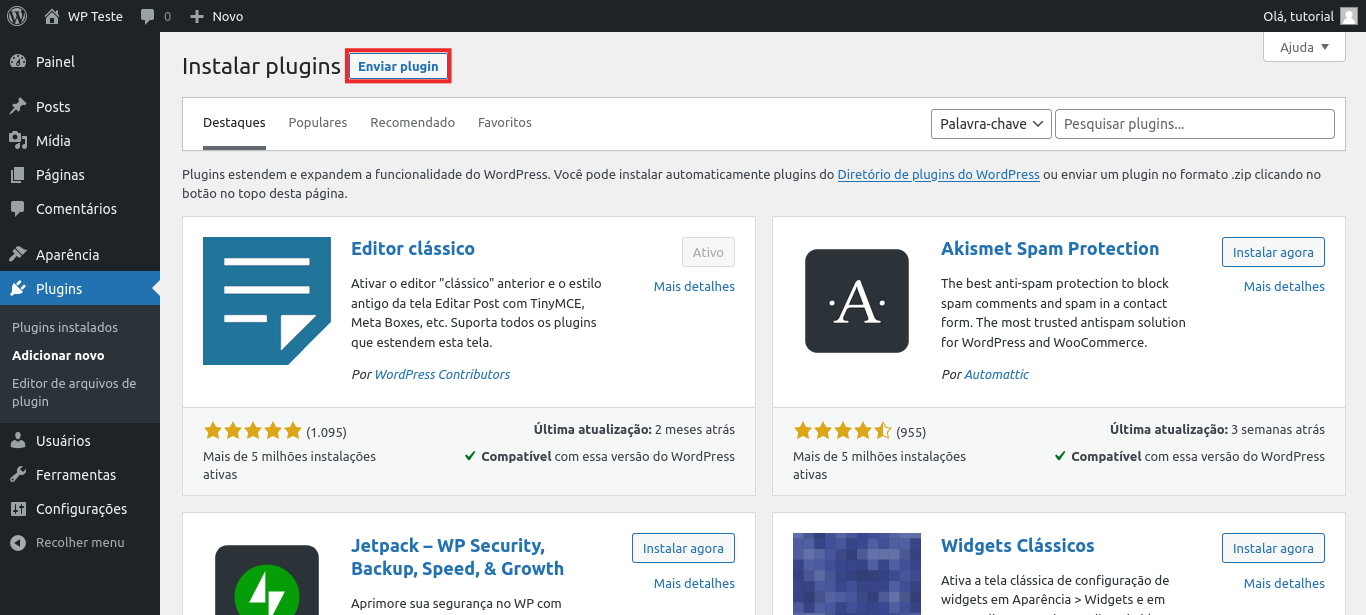 WP Teste
0
Novo
Olá, tutorial
Painel
Posts
Mídia
Páginas
Comentários
Aparência
Plugins
Plugins instalados
Adicionar novo
Editor de arquivos de
plugin
Usuários
Ferramentas
Configurações
Recolher menu
Ajuda
Instalar plugins
Enviar plugin
Destaques
Populares
Recomendado
Favoritos
Palavra-chave
Pesquisar plugins...
Plugins estendem e expandem a funcionalidade do WordPress. Você pode instalar automaticamente plugins do Diretório de plugins do WordPress ou enviar um plugin no formato .zip clicando no
botão no topo desta página.
Editor clássico
Ativo
Mais detalhes
Ativar o editor "clássico" anterior e o estilo
antigo da tela Editar Post com TinyMCE,
Meta Boxes, etc. Suporta todos os plugins
que estendem esta tela.
Por WordPress Contributors
(1.095)
Mais de 5 milhões instalações
ativas
Última atualização: 2 meses atrás
Compatível com essa versão do WordPress
·A·
Akismet Spam Protection
Instalar agora
Mais detalhes
The best anti-spam protection to block
spam comments and spam in a contact
form. The most trusted antispam solution
for WordPress and WooCommerce.
Por Automattic
(955)
Mais de 5 milhões instalações
ativas
Última atualização: 3 semanas atrás
Compatível com essa versão do WordPress
Jetpack – WP Security,
Backup, Speed, & Growth
Instalar agora
Mais detalhes
Aprimore sua segurança no WP com
Widgets Clássicos
Instalar agora
Mais detalhes
Ativa a tela clássica de configuração de
widgets em Aparência > Widgets e em